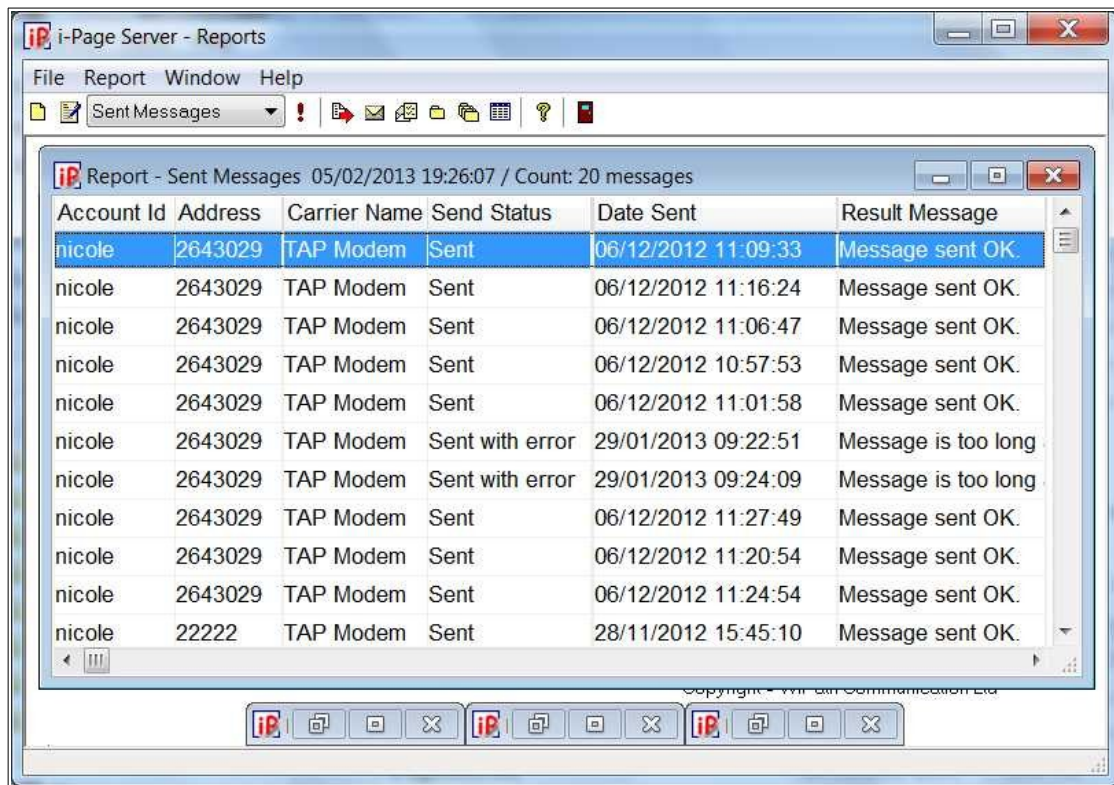 iP i-Page Server - Reports
File Report Window Help
Sent Messages
iP Report - Sent Messages 05/02/2013 19:26:07 / Count: 20 messages
Account Id Address Carrier Name Send Status Date Sent Result Message
nicole 2643029 TAP Modem Sent 06/12/2012 11:09:33 Message sent OK.
nicole 2643029 TAP Modem Sent 06/12/2012 11:16:24 Message sent OK.
nicole 2643029 TAP Modem Sent 06/12/2012 11:06:47 Message sent OK.
nicole 2643029 TAP Modem Sent 06/12/2012 10:57:53 Message sent OK.
nicole 2643029 TAP Modem Sent 06/12/2012 11:01:58 Message sent OK.
nicole 2643029 TAP Modem Sent with error 29/01/2013 09:22:51 Message is too long
nicole 2643029 TAP Modem Sent with error 29/01/2013 09:24:09 Message is too long
nicole 2643029 TAP Modem Sent 06/12/2012 11:27:49 Message sent OK.
nicole 2643029 TAP Modem Sent 06/12/2012 11:20:54 Message sent OK.
nicole 2643029 TAP Modem Sent 06/12/2012 11:24:54 Message sent OK.
nicole 22222 TAP Modem Sent 28/11/2012 15:45:10 Message sent OK.
iP iP iP